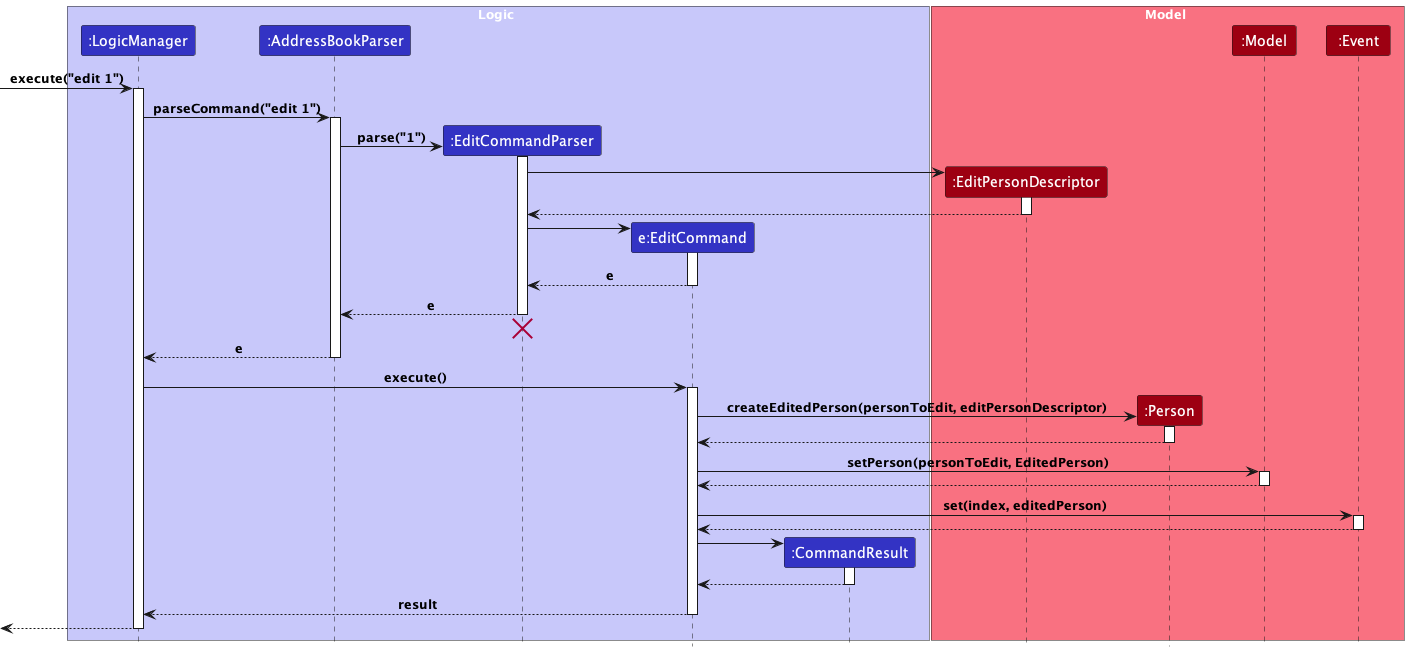 Logic
Model
:LogicManager
:AddressBookParser
:Model
:Event
execute("edit 1")
parseCommand("edit 1")
parse("1")
:EditCommandParser
:EditPersonDescriptor
e:EditCommand
e
e
e
execute()
createEditedPerson(personToEdit, editPersonDescriptor)
:Person
setPerson(personToEdit, EditedPerson)
set(index, editedPerson)
:CommandResult
result